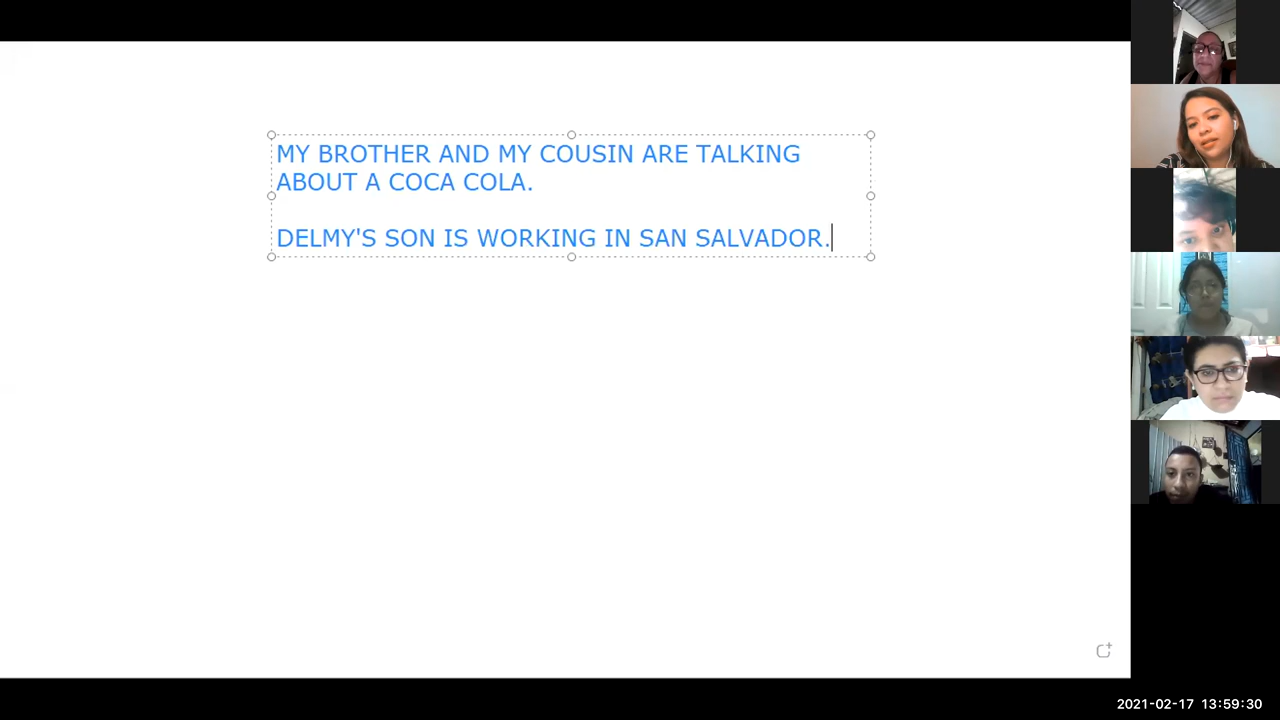 MY BROTHER AND MY COUSIN ARE TALKING
ABOUT A COCA COLA.
DELMY'S SON IS WORKING IN SAN SALVADOR.
2021-02-17 13:59:30